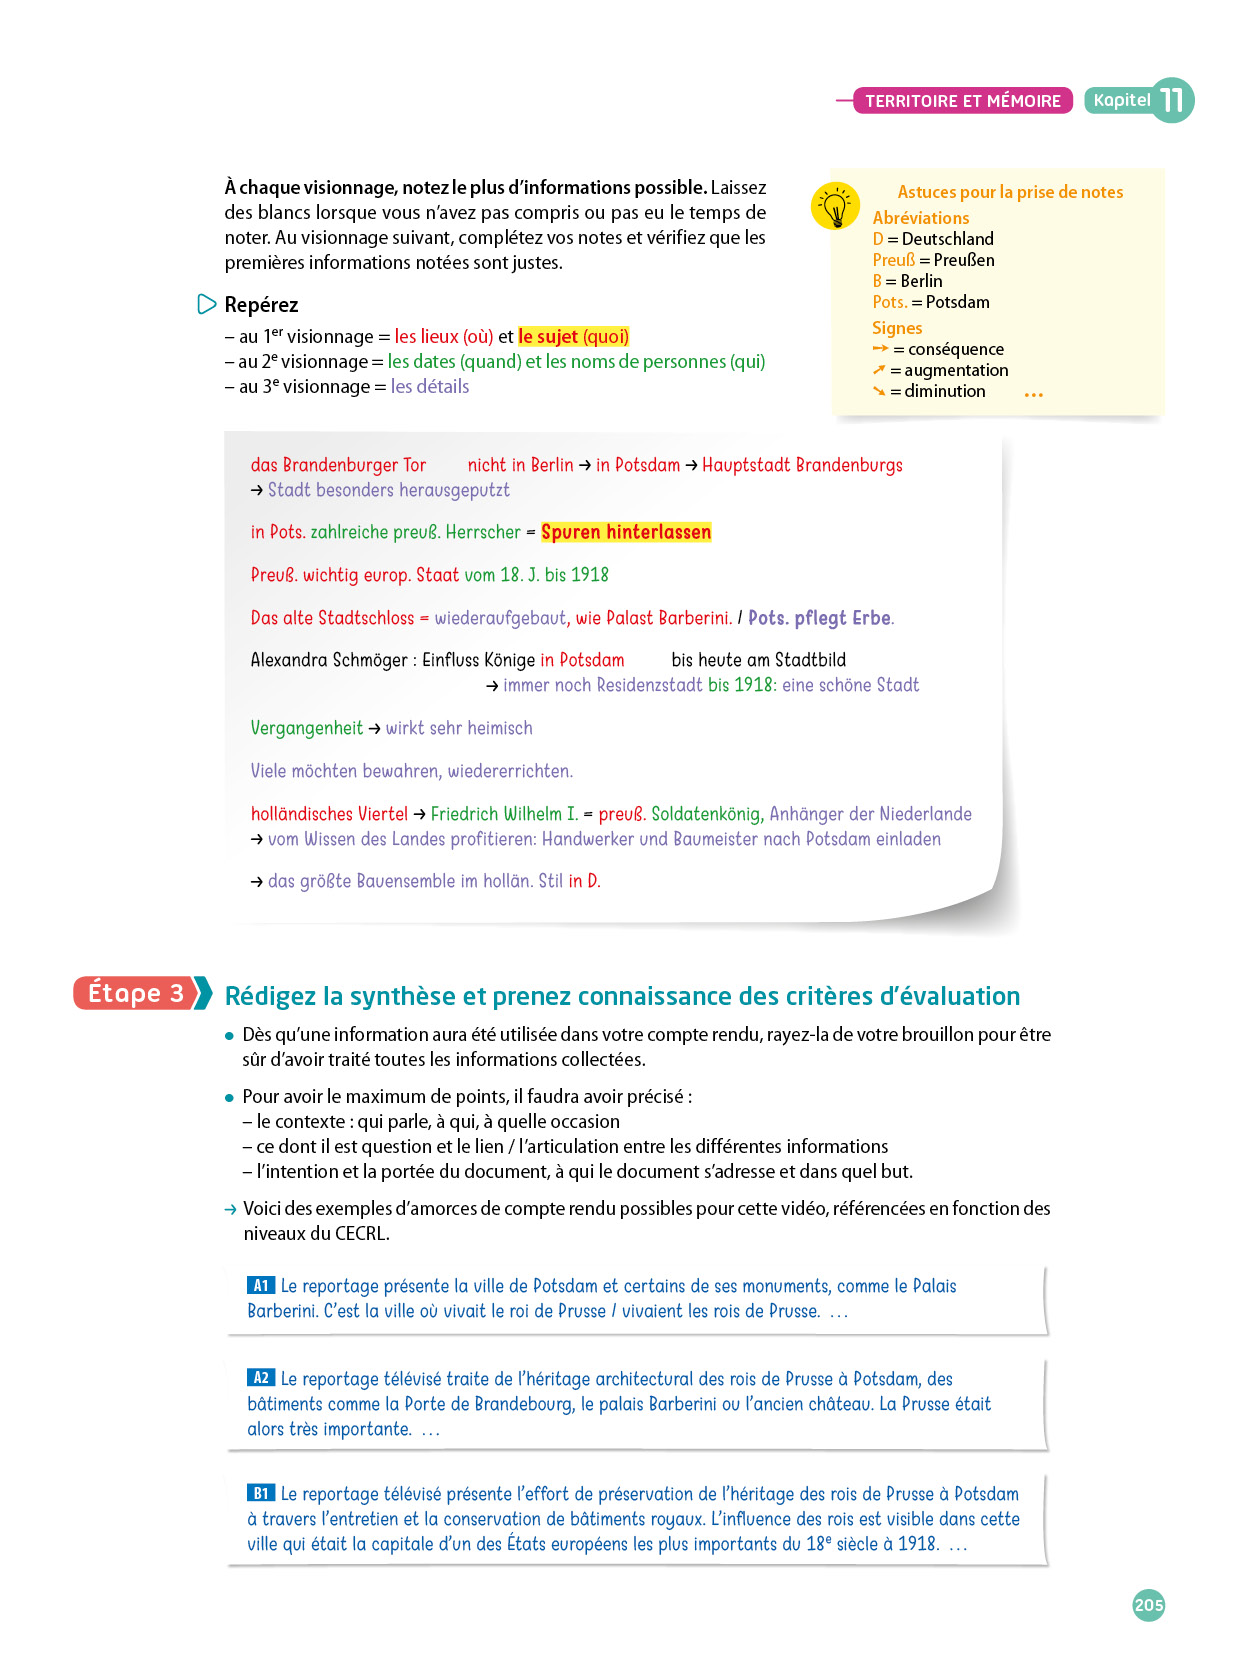 TERRITOIRE ET MÉMOIRE Kapitel 11
À chaque visionnage, notez le plus d’informations possible. Laissez
des blancs lorsque vous n’avez pas compris ou pas eu le temps de
noter. Au visionnage suivant, complétez vos notes et vérifiez que les
premières informations notées sont justes.
Repérez
– au 1er visionnage = les lieux (où) et le sujet (quoi)
– au 2e visionnage = les dates (quand) et les noms de personnes (qui)
– au 3e visionnage = les détails
Astuces pour la prise de notes
Abréviations
D = Deutschland
Preuß = Preußen
B = Berlin
Pots. = Potsdam
Signes
→ = conséquence
↗ = augmentation
↘ = diminution ...
das Brandenburger Tor nicht in Berlin → in Potsdam → Hauptstadt Brandenburgs
→ Stadt besonders herausgeputzt
in Pots. zahlreiche preuß. Herrscher = Spuren hinterlassen
Preuß. wichtig europ. Staat vom 18. J. bis 1918
Das alte Stadtschloss = wiederaufgebaut, wie Palast Barberini. / Pots. pflegt Erbe.
Alexandra Schmöger : Einfluss Könige in Potsdam bis heute am Stadtbild
→ immer noch Residenzstadt bis 1918: eine schöne Stadt
Vergangenheit → wirkt sehr heimisch
Viele möchten bewahren, wiedererrichten.
holländisches Viertel → Friedrich Wilhelm I. = preuß. Soldatenkönig, Anhänger der Niederlande
→ vom Wissen des Landes profitieren: Handwerker und Baumeister nach Potsdam einladen
→ das größte Bauensemble im hollän. Stil in D.
Étape 3 Rédigez la synthèse et prenez connaissance des critères d’évaluation
• Dès qu’une information aura été utilisée dans votre compte rendu, rayez-la de votre brouillon pour être
sûr d’avoir traité toutes les informations collectées.
• Pour avoir le maximum de points, il faudra avoir précisé :
– le contexte : qui parle, à qui, à quelle occasion
– ce dont il est question et le lien / l’articulation entre les différentes informations
– l’intention et la portée du document, à qui le document s’adresse et dans quel but.
→ Voici des exemples d’amorces de compte rendu possibles pour cette vidéo, référencées en fonction des
niveaux du CECRL.
A1 Le reportage présente la ville de Potsdam et certains de ses monuments, comme le Palais
Barberini. C’est la ville où vivait le roi de Prusse / vivaient les rois de Prusse. ...
A2 Le reportage télévisé traite de l’héritage architectural des rois de Prusse à Potsdam, des
bâtiments comme la Porte de Brandebourg, le palais Barberini ou l’ancien château. La Prusse était
alors très importante. ...
B1 Le reportage télévisé présente l’effort de préservation de l’héritage des rois de Prusse à Potsdam
à travers l’entretien et la conservation de bâtiments royaux. L’influence des rois est visible dans cette
ville qui était la capitale d’un des États européens les plus importants du 18e siècle à 1918. ...
205